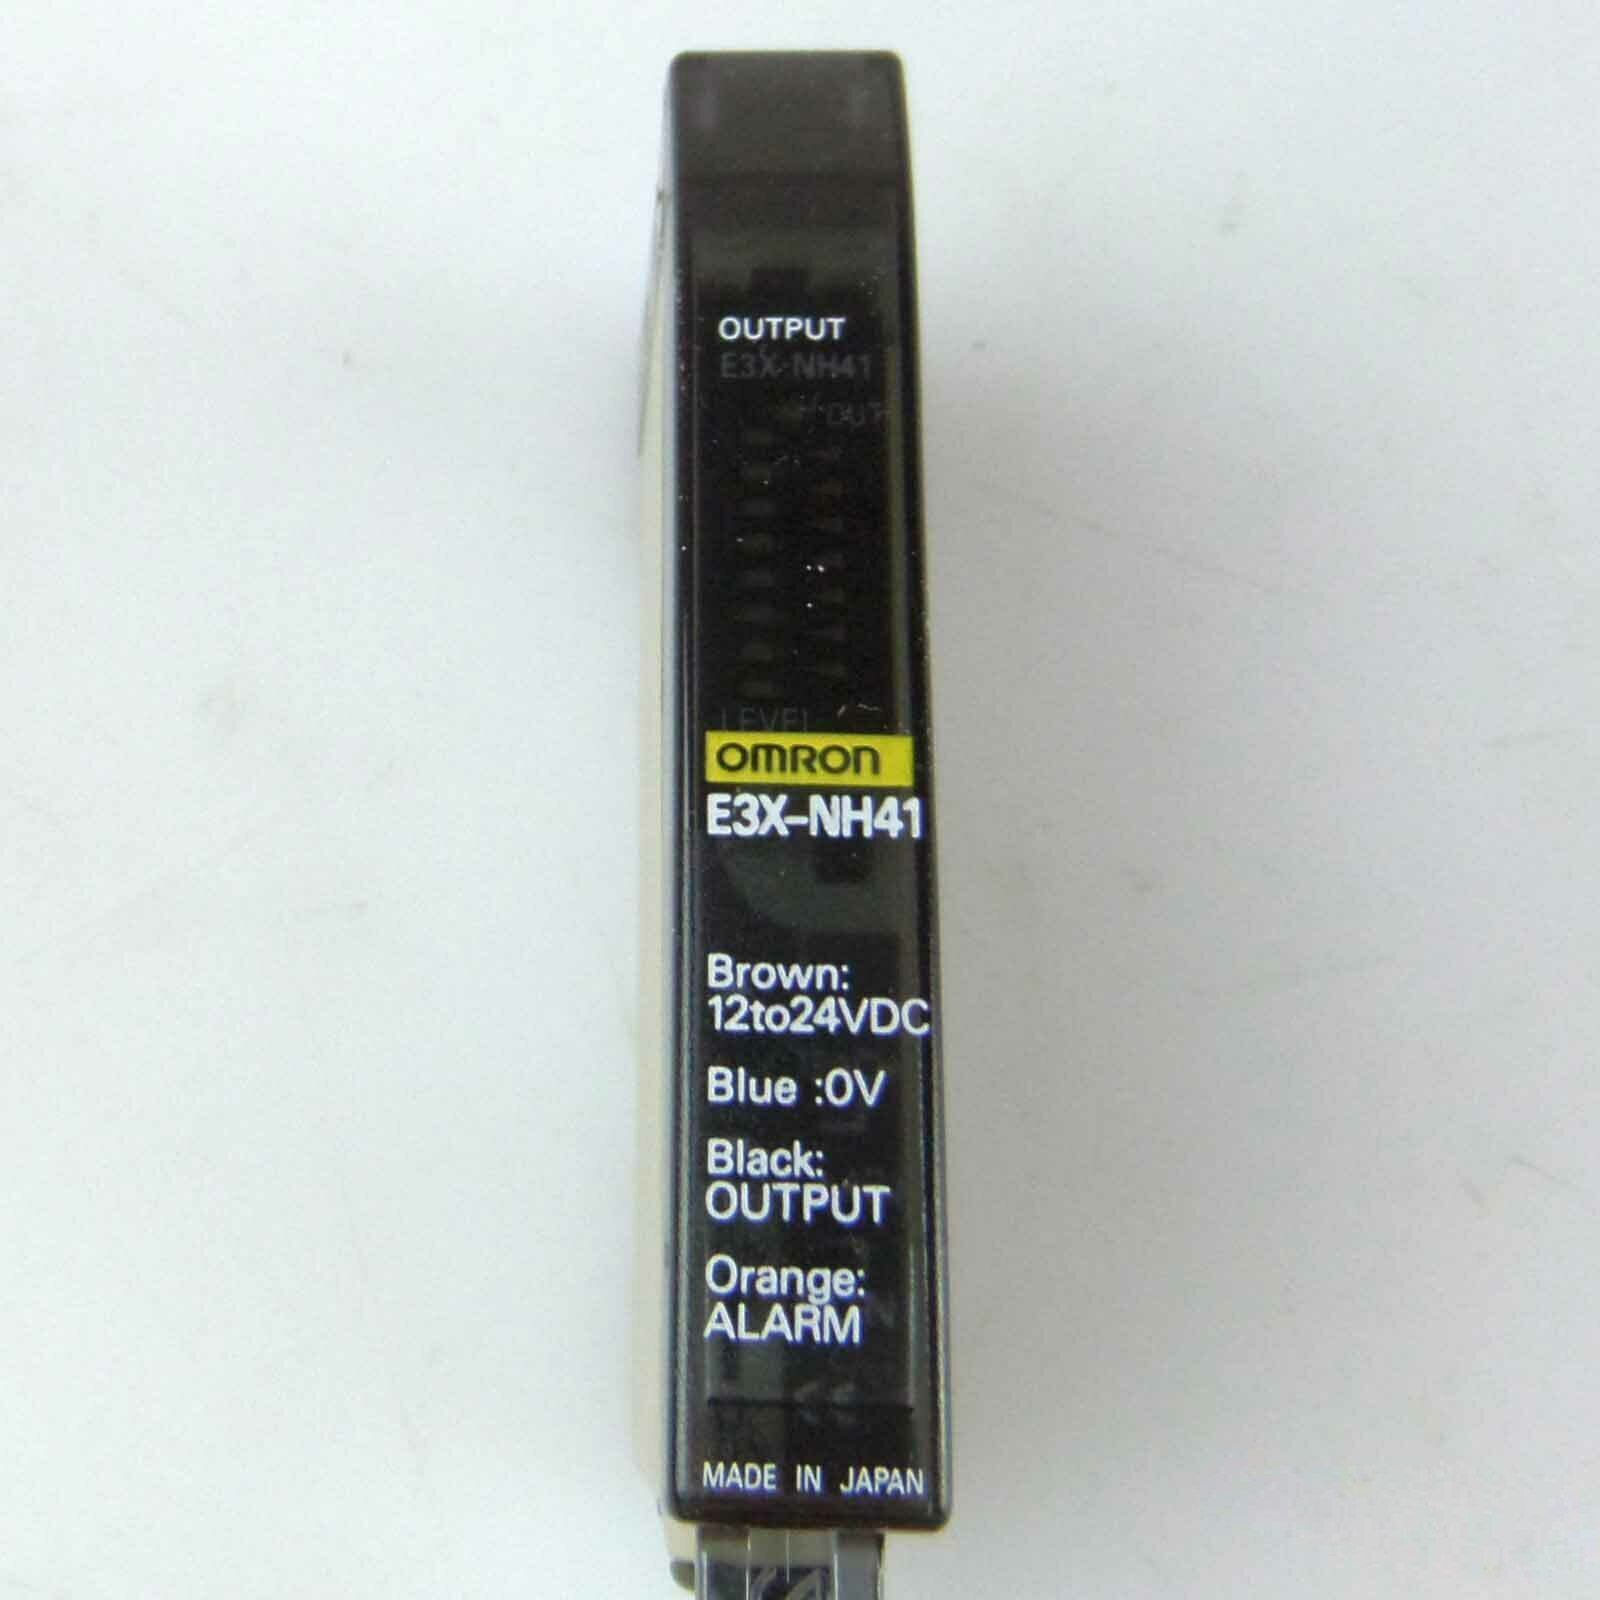 OUTPUT
E3X-NH41
OUT
LEVEL
OMRON
E3X-NH41
Brown:
12to24VDC
Blue :0V
Black:
OUTPUT
Orange:
ALARM
MADE IN JAPAN